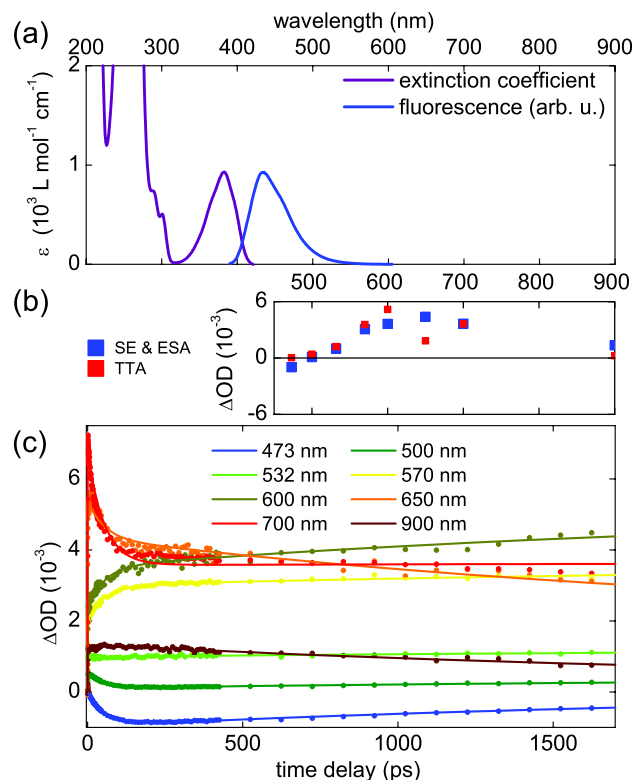 wavelength (nm)
(a)
200 300 400 500 600 700 800 900
2
1
0
ε (10³ L mol⁻¹ cm⁻¹)
extinction coefficient
fluorescence (arb. u.)
500 600 700 800 900
(b)
SE & ESA
TTA
ΔOD (10⁻³)
6
0
-6
(c)
473 nm 500 nm
532 nm 570 nm
600 nm 650 nm
700 nm 900 nm
ΔOD (10⁻³)
6
4
2
0
0 500 1000 1500
time delay (ps)